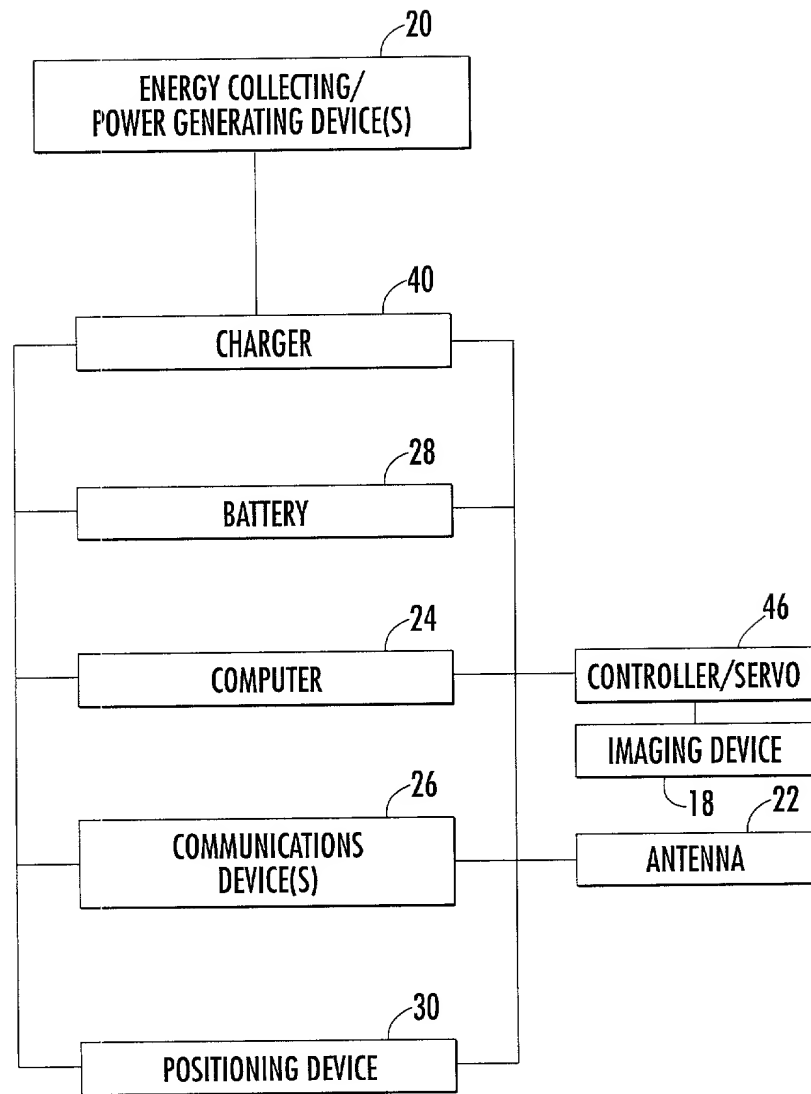 20
ENERGY COLLECTING/
POWER GENERATING DEVICE(S)
40
CHARGER
28
BATTERY
24
COMPUTER
46
CONTROLLER/SERVO
IMAGING DEVICE
18
26
COMMUNICATIONS
DEVICE(S)
22
ANTENNA
30
POSITIONING DEVICE